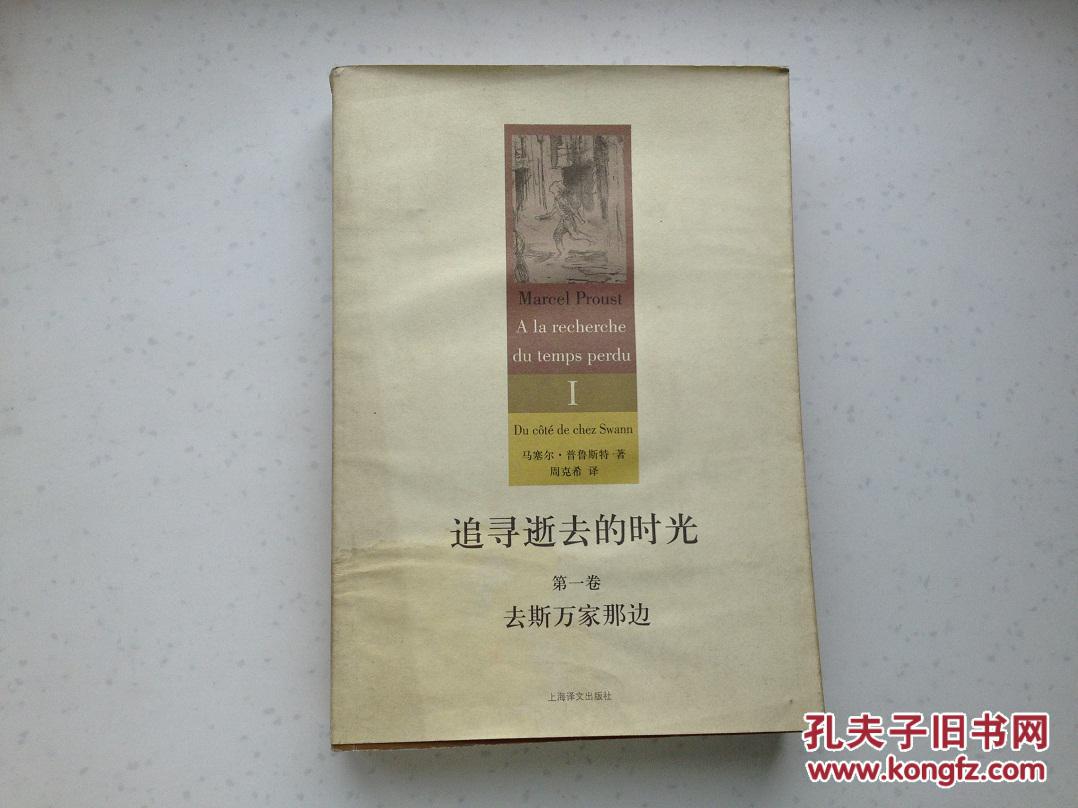 Marcel Proust
A la recherche
du temps perdu
I
Du côté de chez Swann
马塞尔·普鲁斯特 著
周克希 译
追寻逝去的时光
第一卷
去斯万家那边
上海译文出版社
孔夫子旧书网
www.kongfz.com